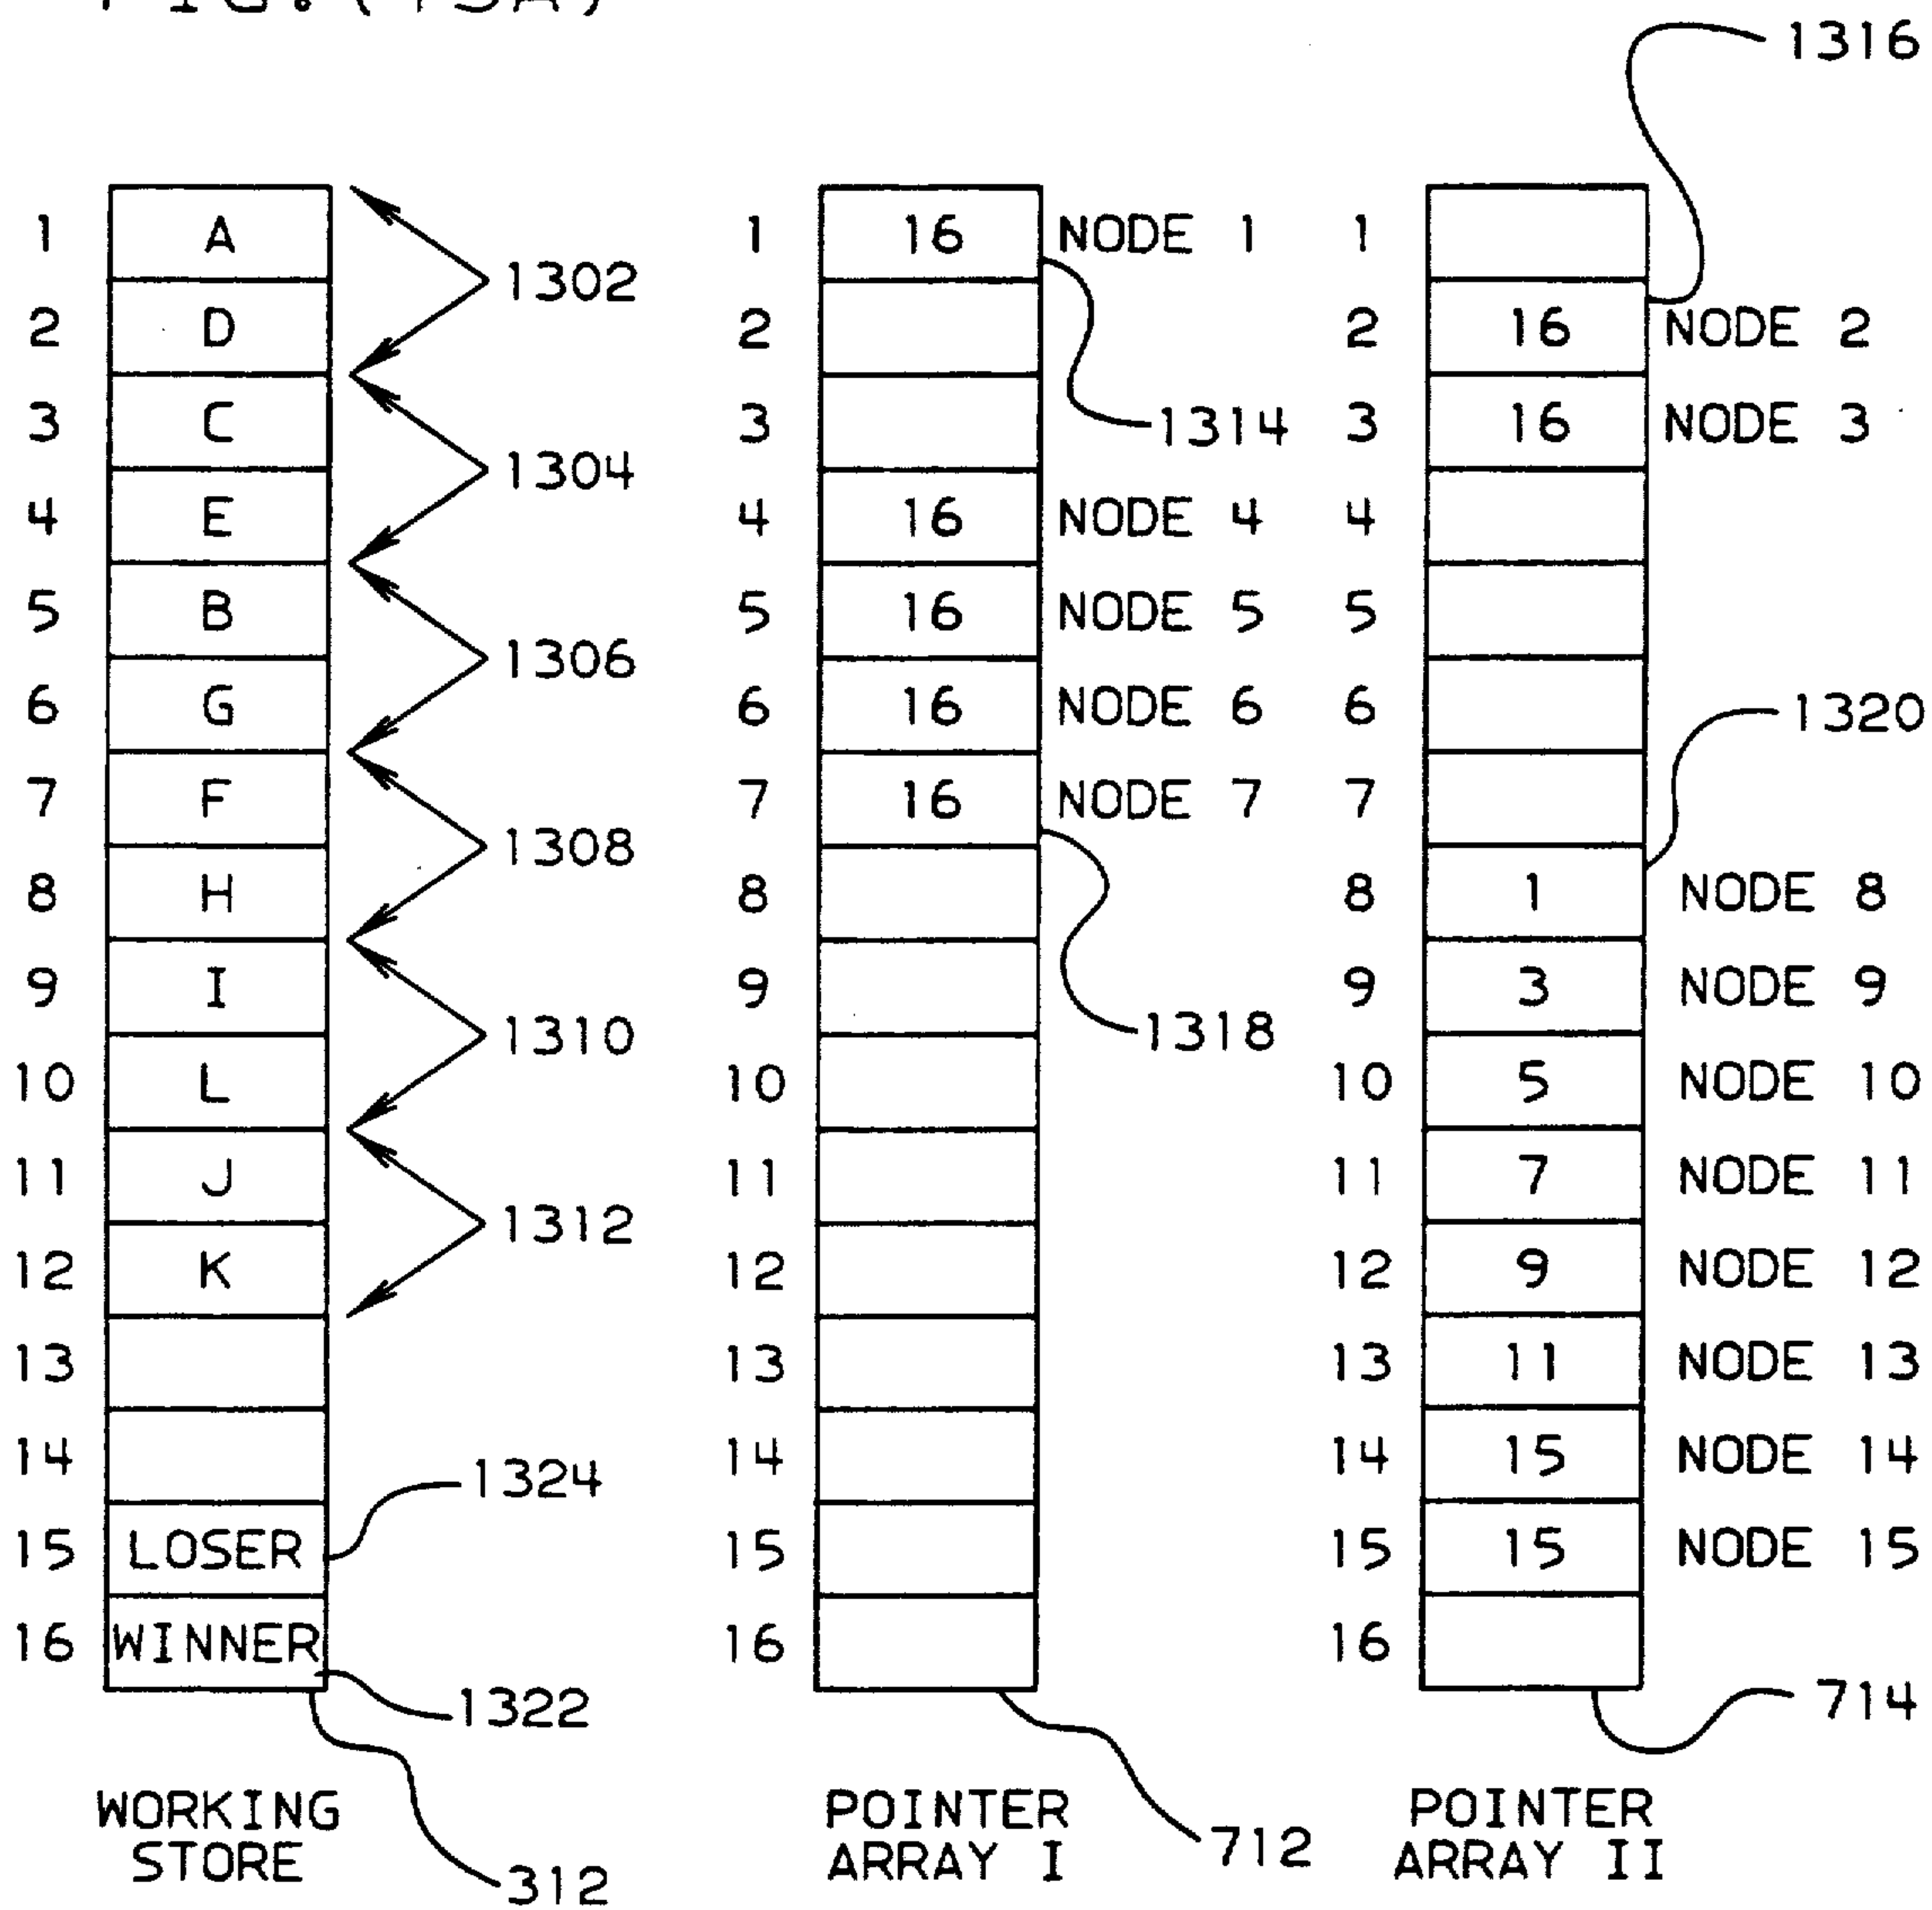 FIG. (13A)
1316
1 A 1 16 NODE 1 1
1302
2 D 2 2 16 NODE 2
3 C 3 1314 3 16 NODE 3
1304
4 E 4 16 NODE 4 4
5 B 5 16 NODE 5 5
1306
6 G 6 16 NODE 6 6 1320
7 F 7 16 NODE 7 7
1308
8 H 8 8 1 NODE 8
9 I 9 9 3 NODE 9
1310 1318
10 L 10 10 5 NODE 10
11 J 11 11 7 NODE 11
1312
12 K 12 12 9 NODE 12
13 13 13 11 NODE 13
14 14 14 15 NODE 14
1324
15 LOSER 15 15 15 NODE 15
16 WINNER 16 16
1322 714
WORKING STORE
312
POINTER ARRAY I
712
POINTER ARRAY II